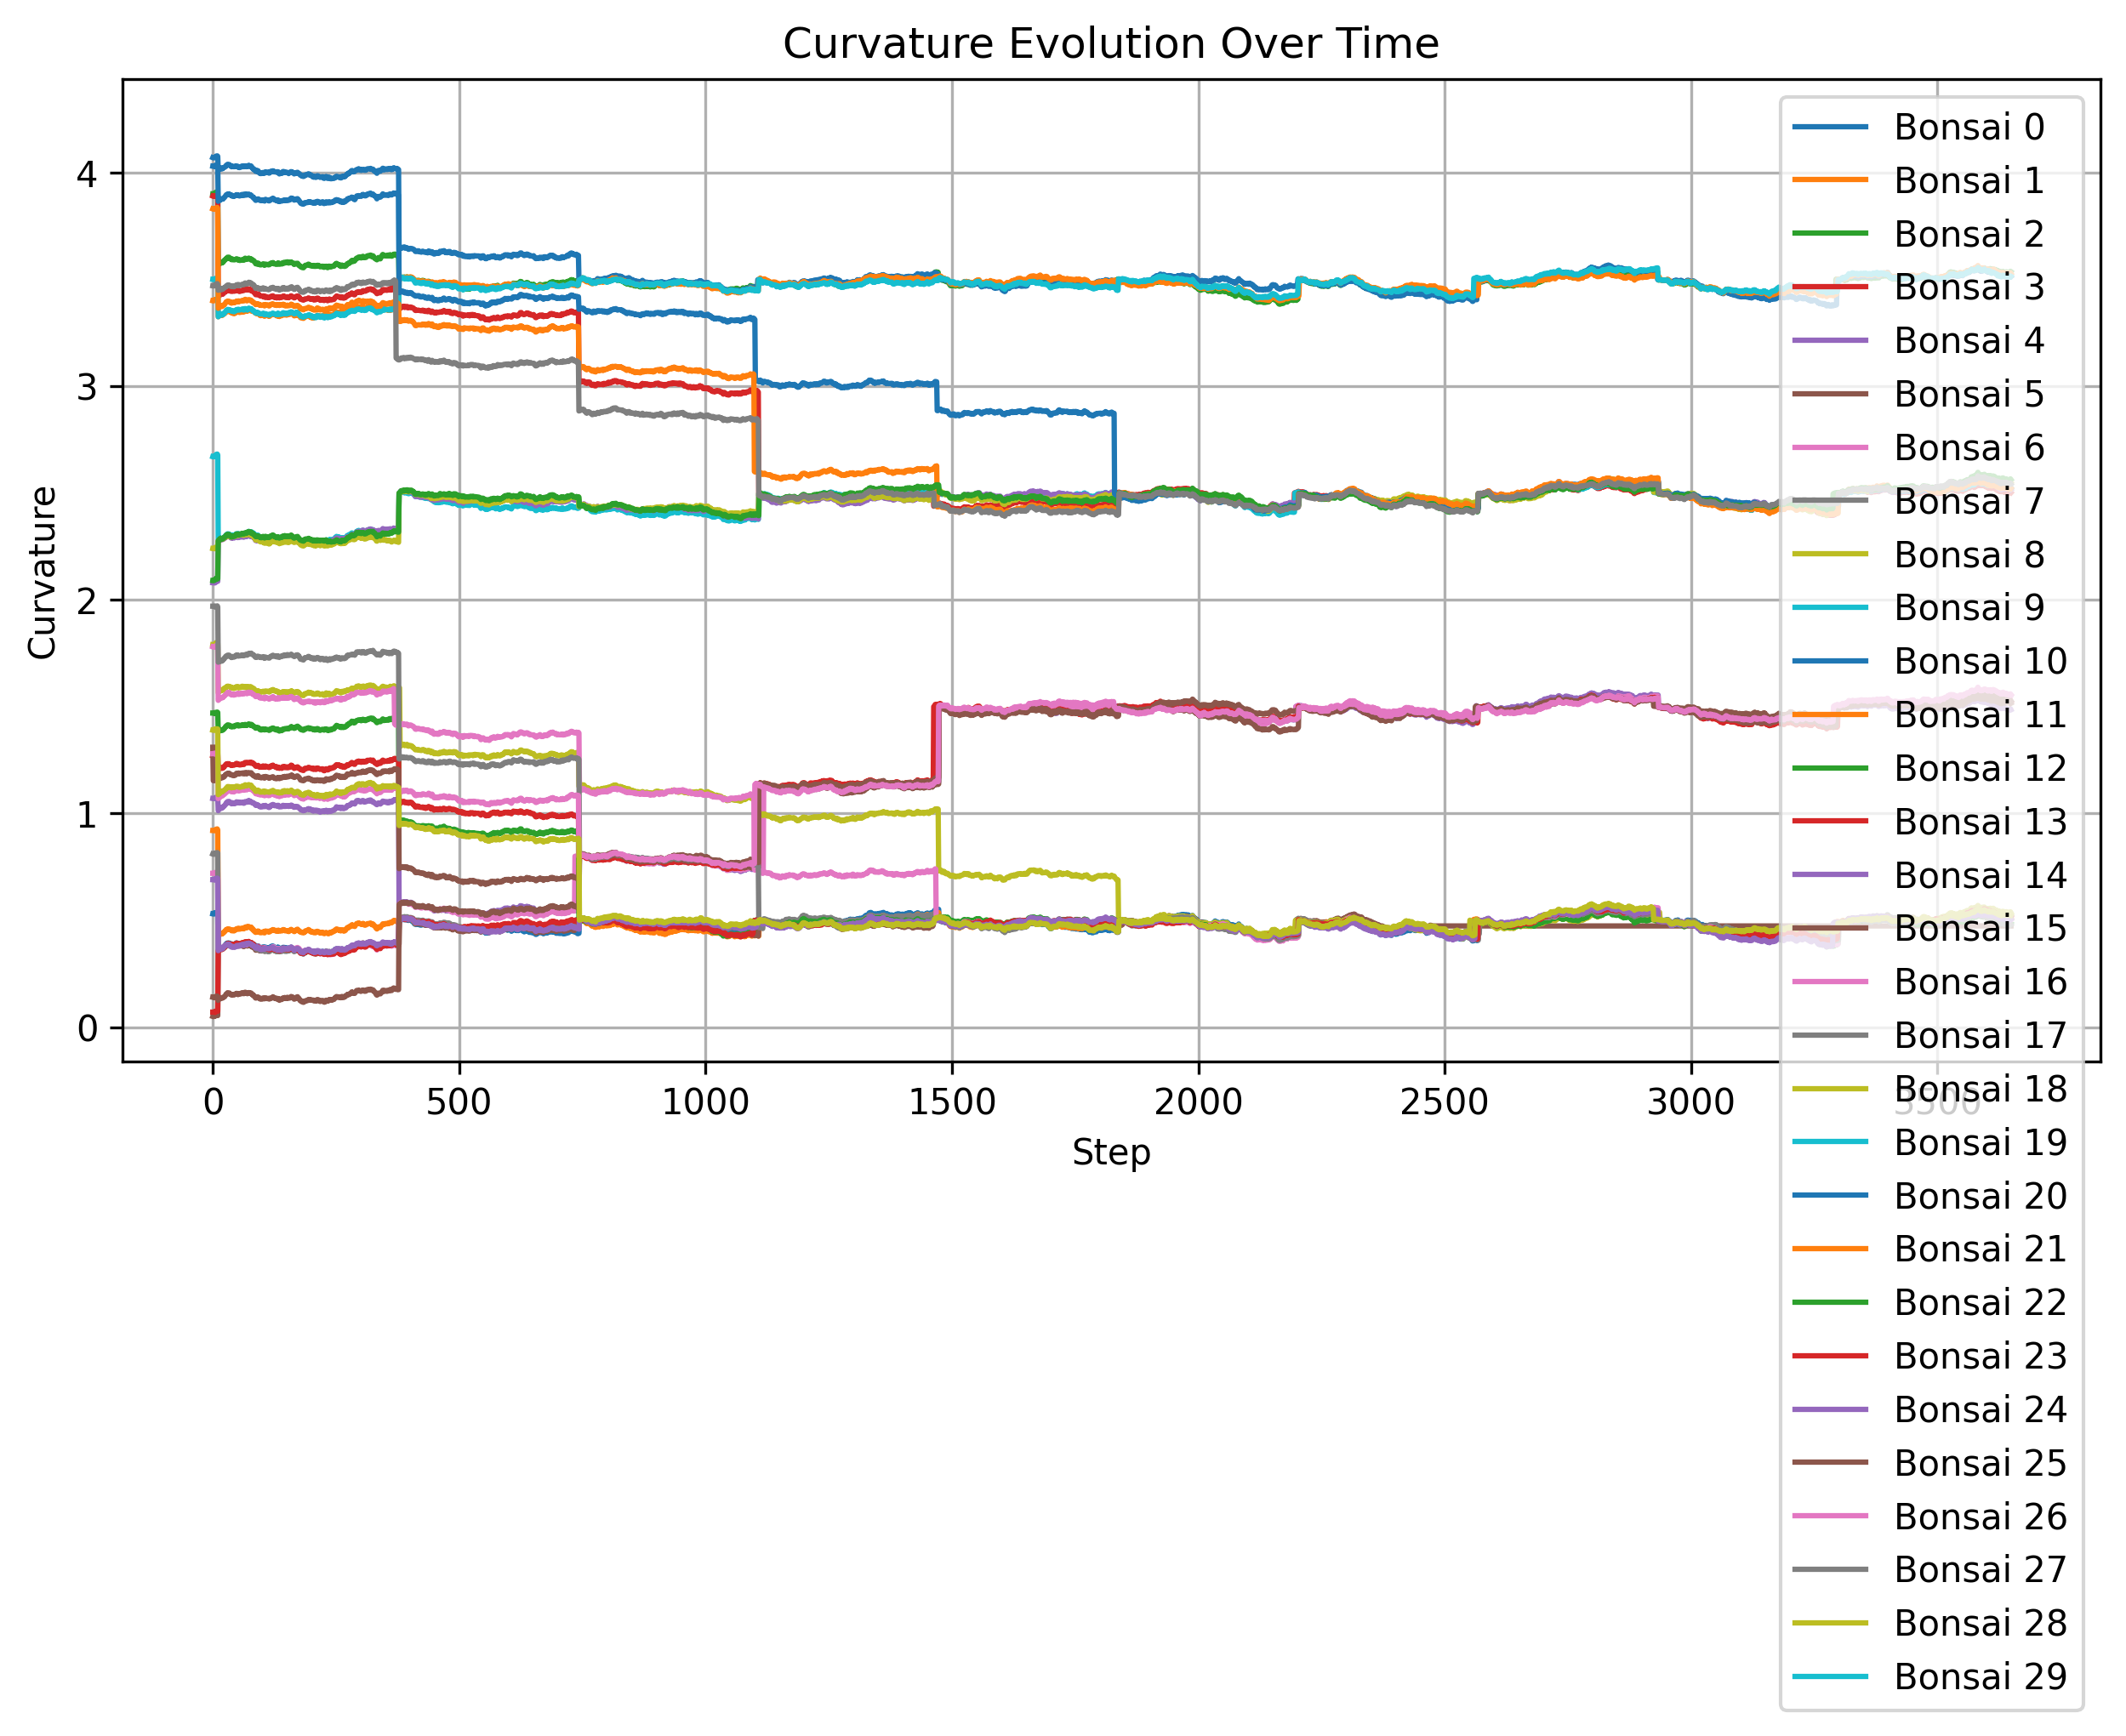 Curvature Evolution Over Time
Curvature
4
3
2
1
0
0
500
1000
1500
2000
2500
3000
3500
Step
Bonsai 0
Bonsai 1
Bonsai 2
Bonsai 3
Bonsai 4
Bonsai 5
Bonsai 6
Bonsai 7
Bonsai 8
Bonsai 9
Bonsai 10
Bonsai 11
Bonsai 12
Bonsai 13
Bonsai 14
Bonsai 15
Bonsai 16
Bonsai 17
Bonsai 18
Bonsai 19
Bonsai 20
Bonsai 21
Bonsai 22
Bonsai 23
Bonsai 24
Bonsai 25
Bonsai 26
Bonsai 27
Bonsai 28
Bonsai 29